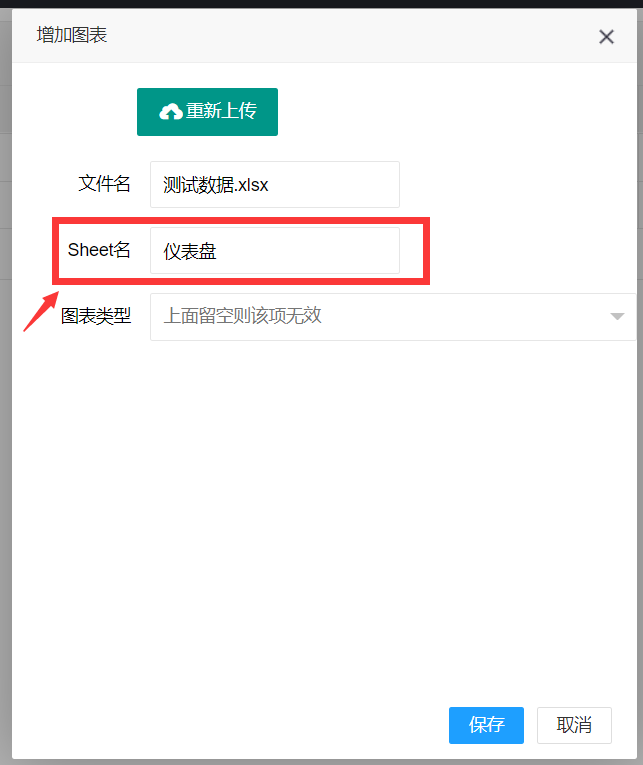 增加图表
重新上传
文件名 测试数据.xlsx
Sheet名 仪表盘
图表类型 上面留空则该项无效
保存 取消